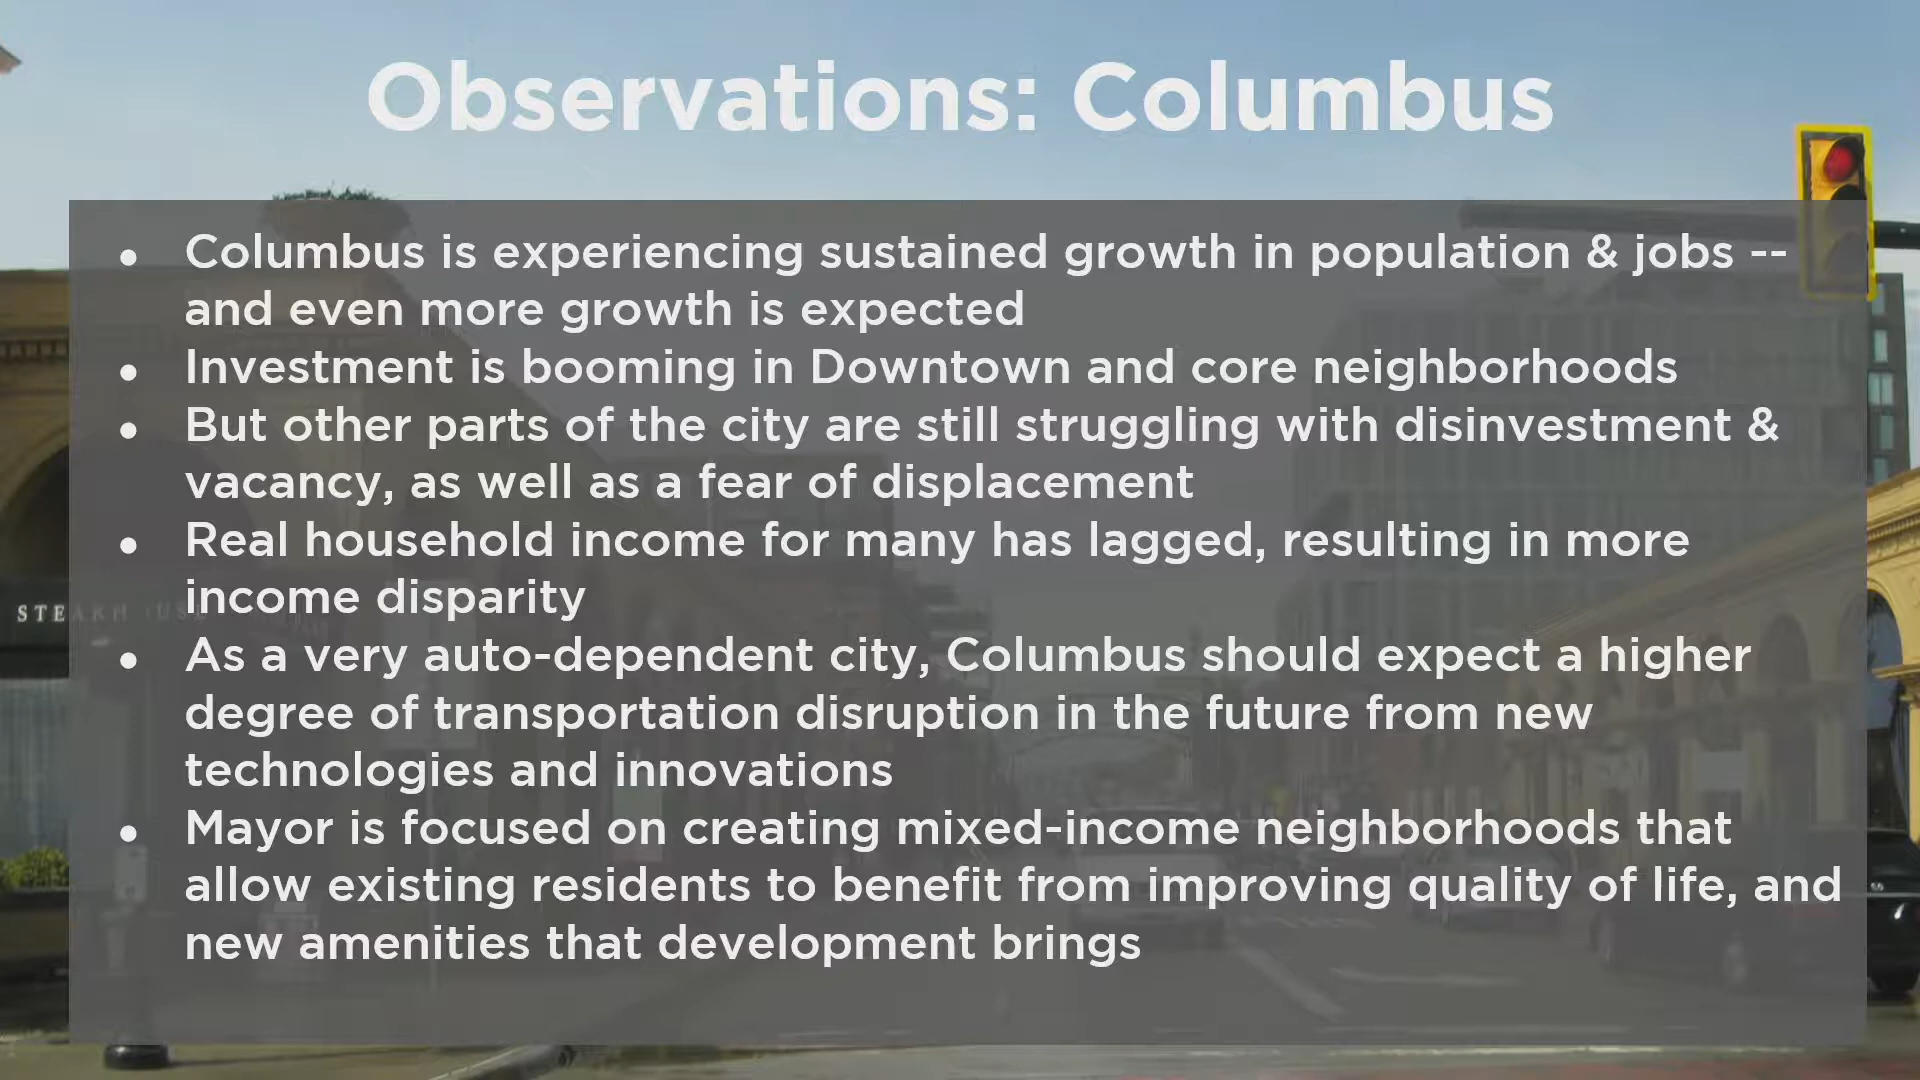 Observations: Columbus
● Columbus is experiencing sustained growth in population & jobs --
and even more growth is expected
● Investment is booming in Downtown and core neighborhoods
● But other parts of the city are still struggling with disinvestment &
vacancy, as well as a fear of displacement
● Real household income for many has lagged, resulting in more
income disparity
● As a very auto-dependent city, Columbus should expect a higher
degree of transportation disruption in the future from new
technologies and innovations
● Mayor is focused on creating mixed-income neighborhoods that
allow existing residents to benefit from improving quality of life, and
new amenities that development brings